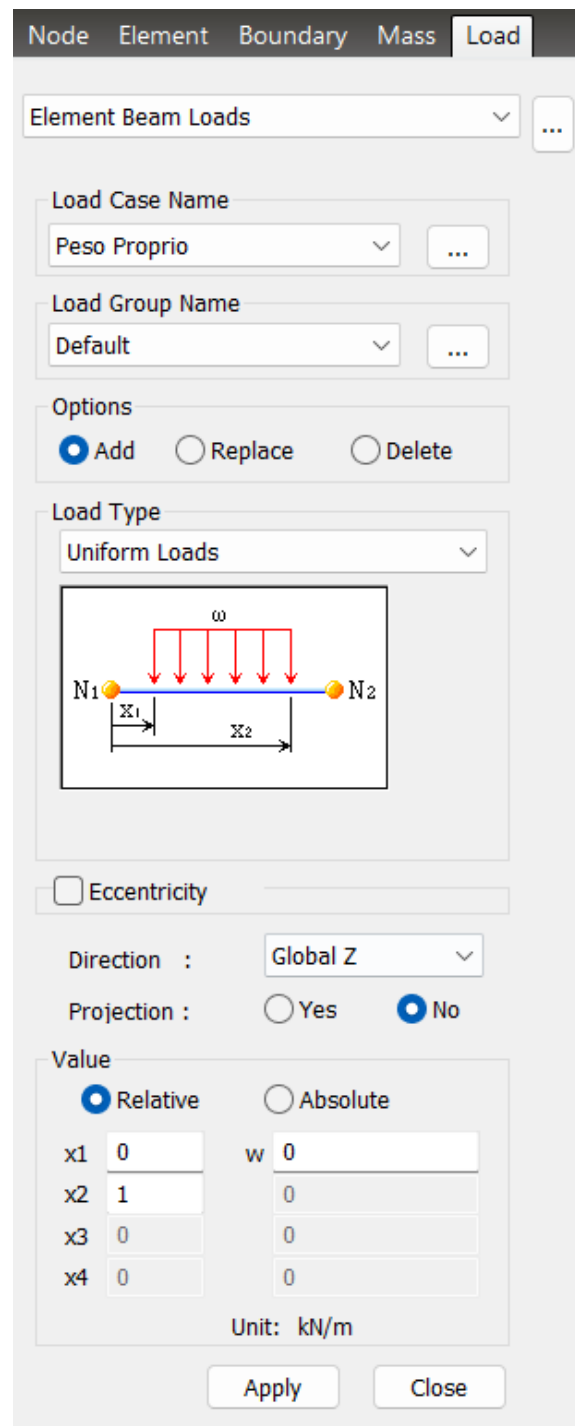 Node Element Boundary Mass Load
Element Beam Loads
...
Load Case Name
Peso Proprio
...
Load Group Name
Default
...
Options
Add Replace Delete
Load Type
Uniform Loads
ω
N1 N2
X1
X2
Eccentricity
Direction : Global Z
Projection : Yes No
Value
Relative Absolute
x1 0 w 0
x2 1 0
x3 0 0
x4 0 0
Unit: kN/m
Apply Close